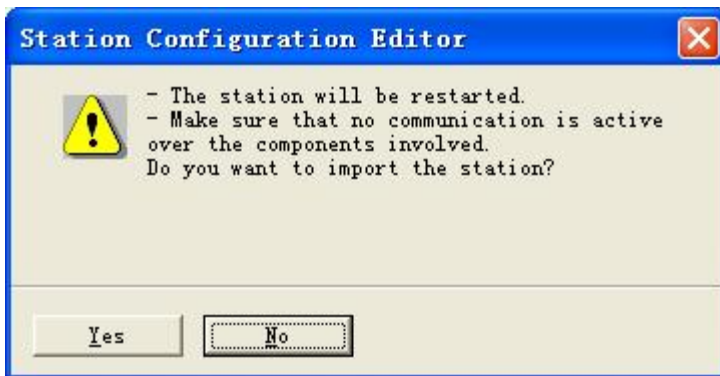 Station Configuration Editor
- The station will be restarted.
- Make sure that no communication is active
over the components involved.
Do you want to import the station?
Yes
No